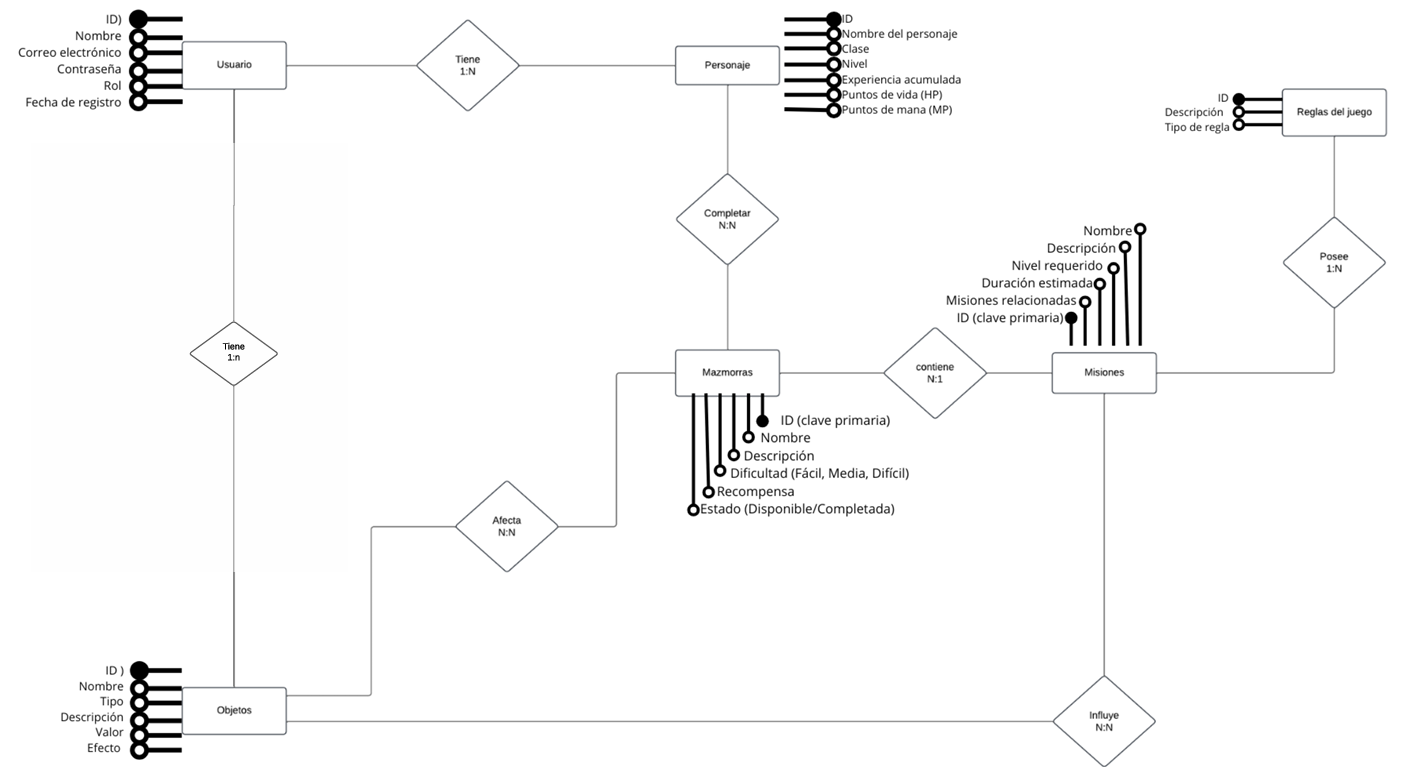 ID)
Nombre
Correo electrónico
Contraseña
Rol
Fecha de registro
Usuario
Tiene
1:N
Personaje
ID
Nombre del personaje
Clase
Nivel
Experiencia acumulada
Puntos de vida (HP)
Puntos de mana (MP)
ID
Descripción
Tipo de regla
Reglas del juego
Completar
N:N
Posee
1:N
Nombre
Descripción
Nivel requerido
Duración estimada
Misiones relacionadas
ID (clave primaria)
Tiene
1:n
Mazmorras
contiene
N:1
Misiones
ID (clave primaria)
Nombre
Descripción
Dificultad (Fácil, Media, Difícil)
Recompensa
Estado (Disponible/Completada)
Afecta
N:N
ID )
Nombre
Tipo
Descripción
Valor
Efecto
Objetos
Influye
N:N